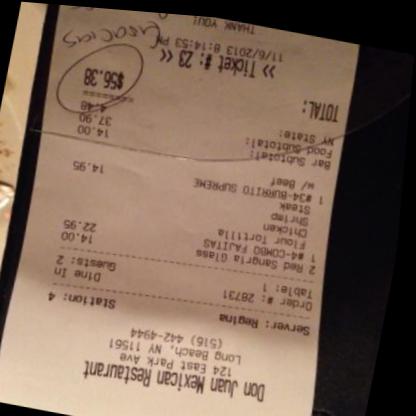 Don Juan Mexican Restaurant
124 East Park Ave
Long Beach, NY 11561
(516) 442-4944
Server: Regina Station: 4
Order #: 28731 Dine In
Table: 1 Guests: 2
2 Red Sangria Glass 14.00
1 #4-COMBO FAJITAS 22.95
Flour Tortilla
Chicken
Shrimp
Steak
1 #34-BURRITO SUPREME 14.95
w/ Beef
Bar Subtotal: 14.00
Food Subtotal: 37.90
NY State: 4.48
TOTAL: $56.38
>> Ticket #: 23 <<
11/6/2013 8:14:53 PM
THANK YOU!